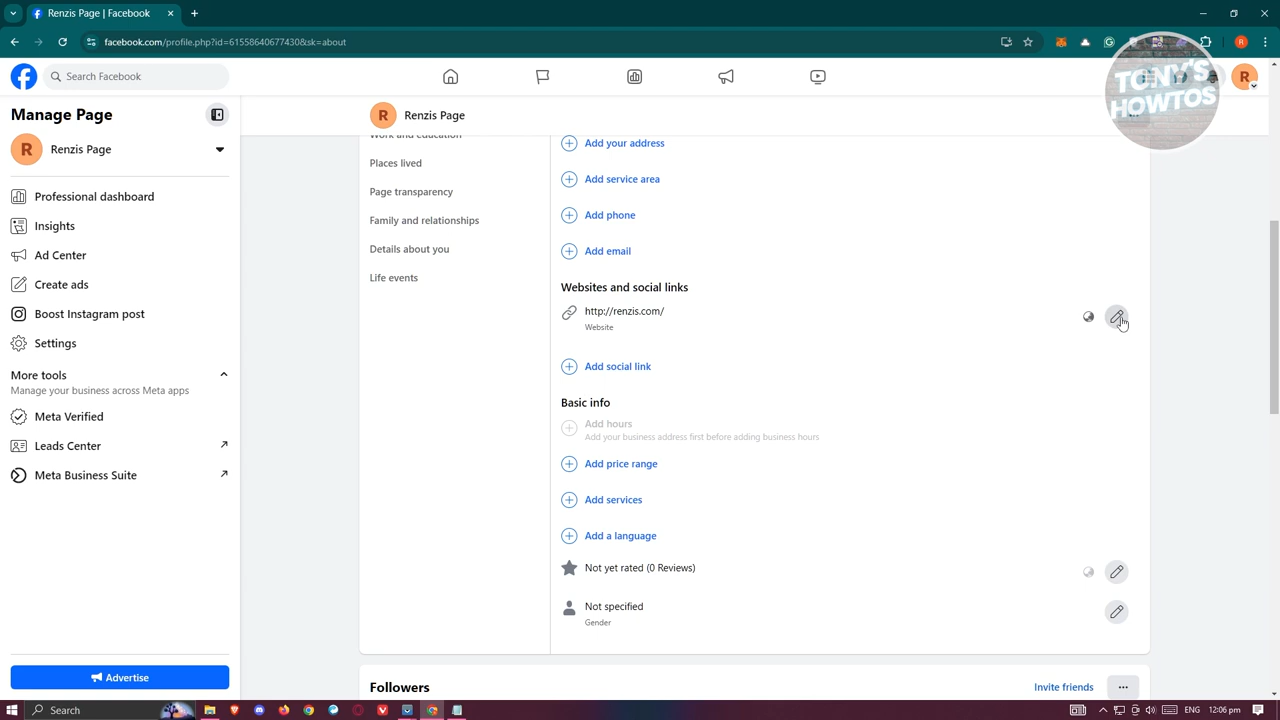 Renzis Page | Facebook
facebook.com/profile.php?id=61558640677430&sk=about
Search Facebook
R
TONY'S
HOWTOS
Manage Page
R
Renzis Page
Professional dashboard
Insights
Ad Center
Create ads
Boost Instagram post
Settings
More tools
Manage your business across Meta apps
Meta Verified
Leads Center
Meta Business Suite
Advertise
R
Renzis Page
Work and education
Places lived
Page transparency
Family and relationships
Details about you
Life events
Add your address
Add service area
Add phone
Add email
Websites and social links
http://renzis.com/
Website
Add social link
Basic info
Add hours
Add your business address first before adding business hours
Add price range
Add services
Add a language
Not yet rated (0 Reviews)
Not specified
Gender
Followers
Invite friends
Search
12:06 pm